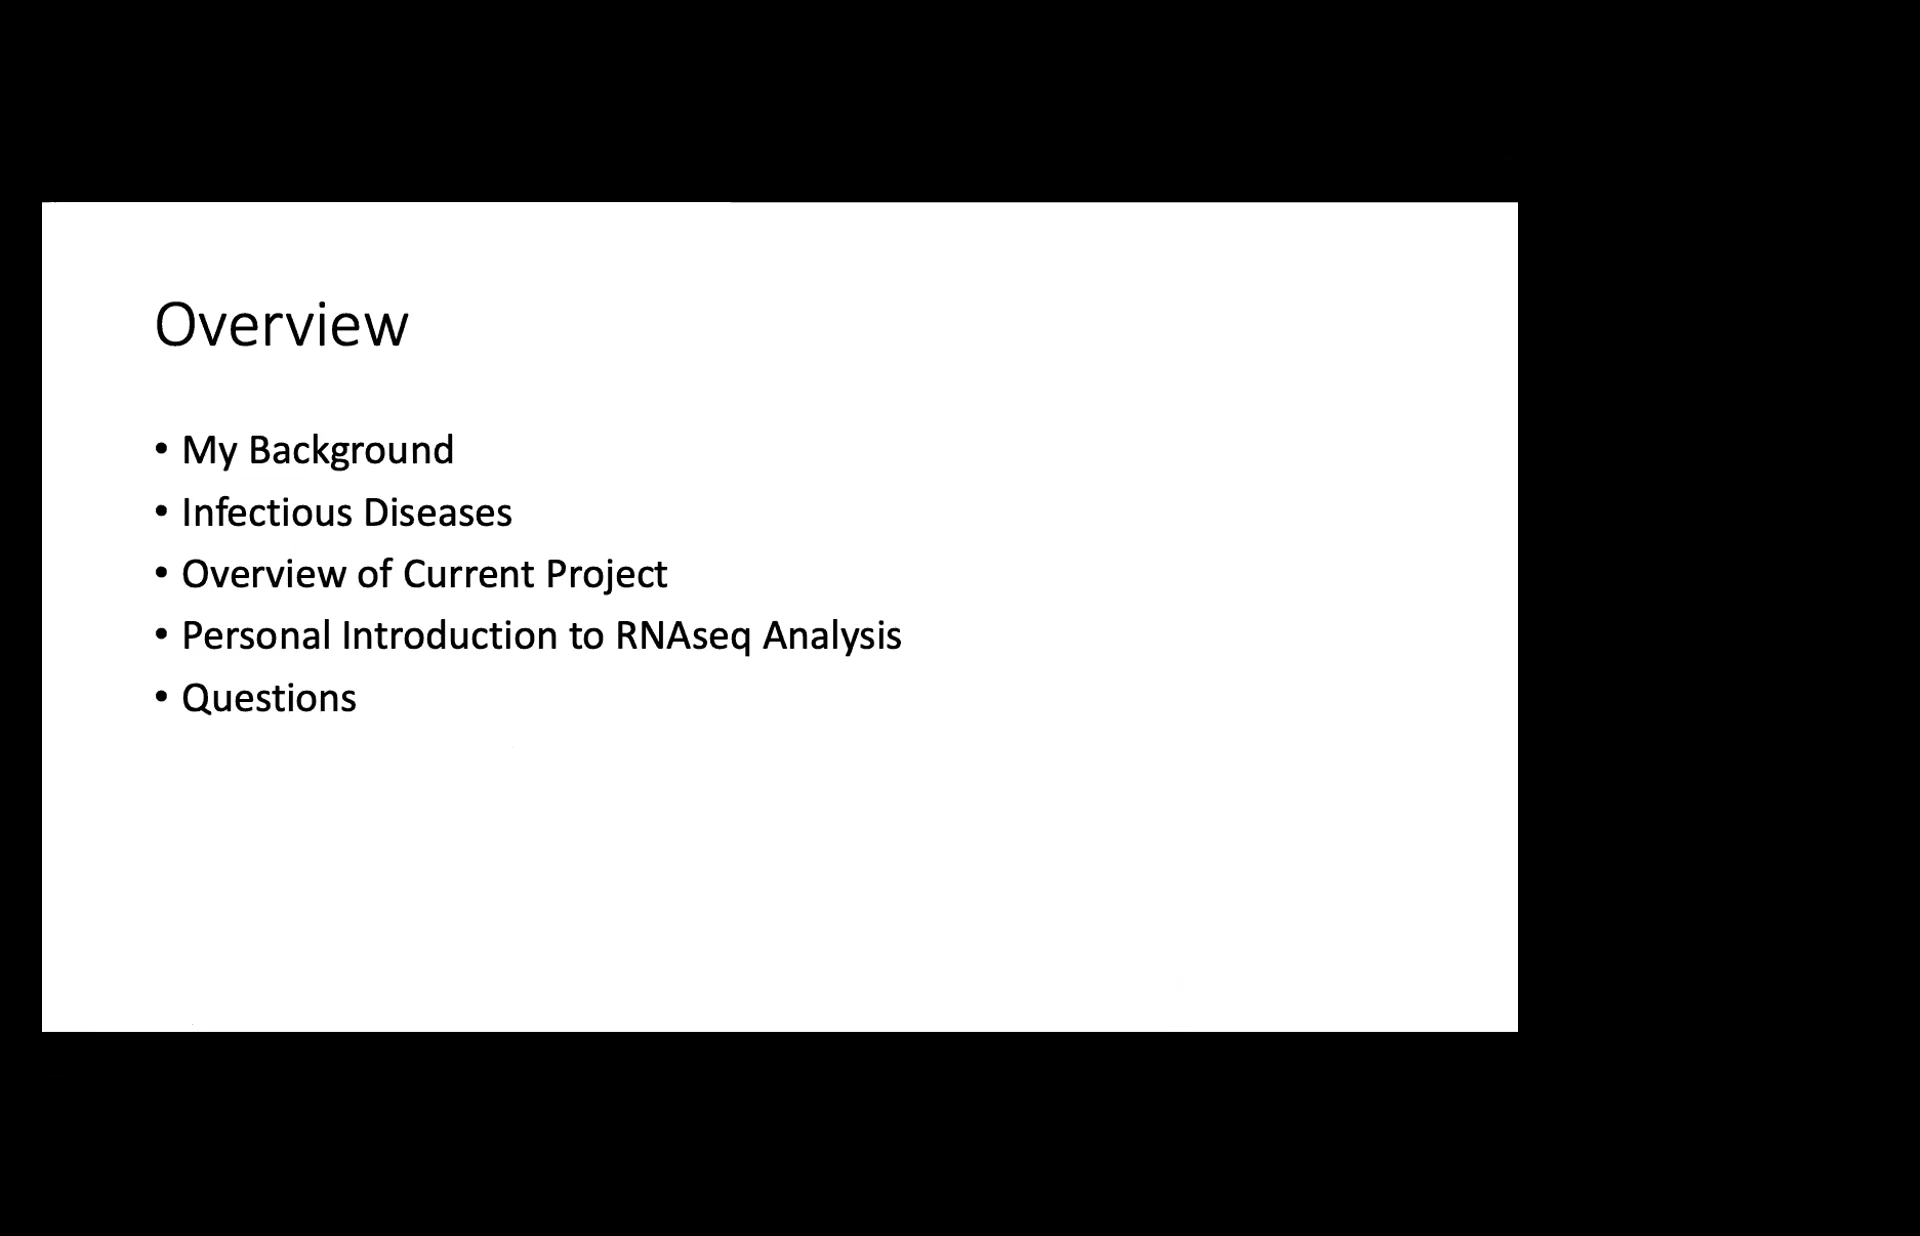 Overview
• My Background
• Infectious Diseases
• Overview of Current Project
• Personal Introduction to RNAseq Analysis
• Questions